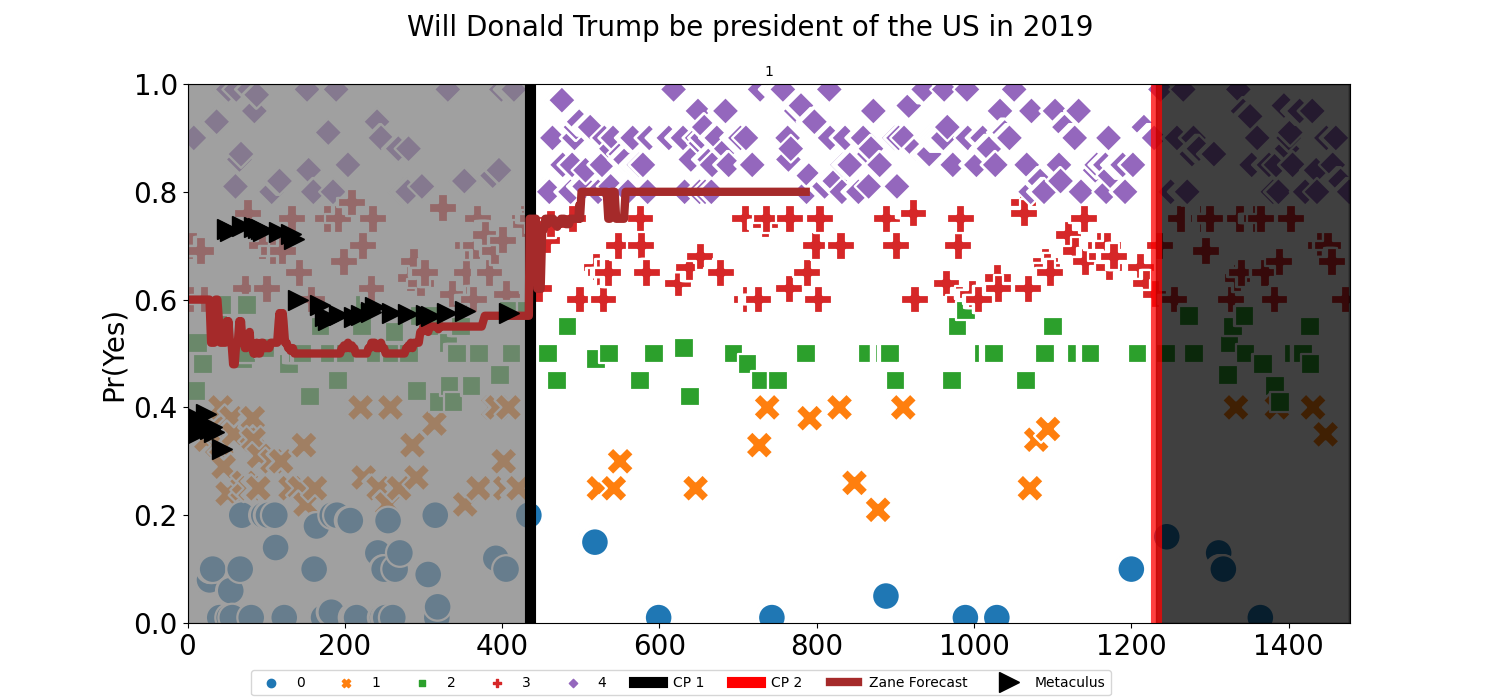 Will Donald Trump be president of the US in 2019
1
1.0
0.8
0.6
0.4
0.2
0.0
Pr(Yes)
0 200 400 600 800 1000 1200 1400
0 1 2 3 4 CP 1 CP 2 Zane Forecast Metaculus